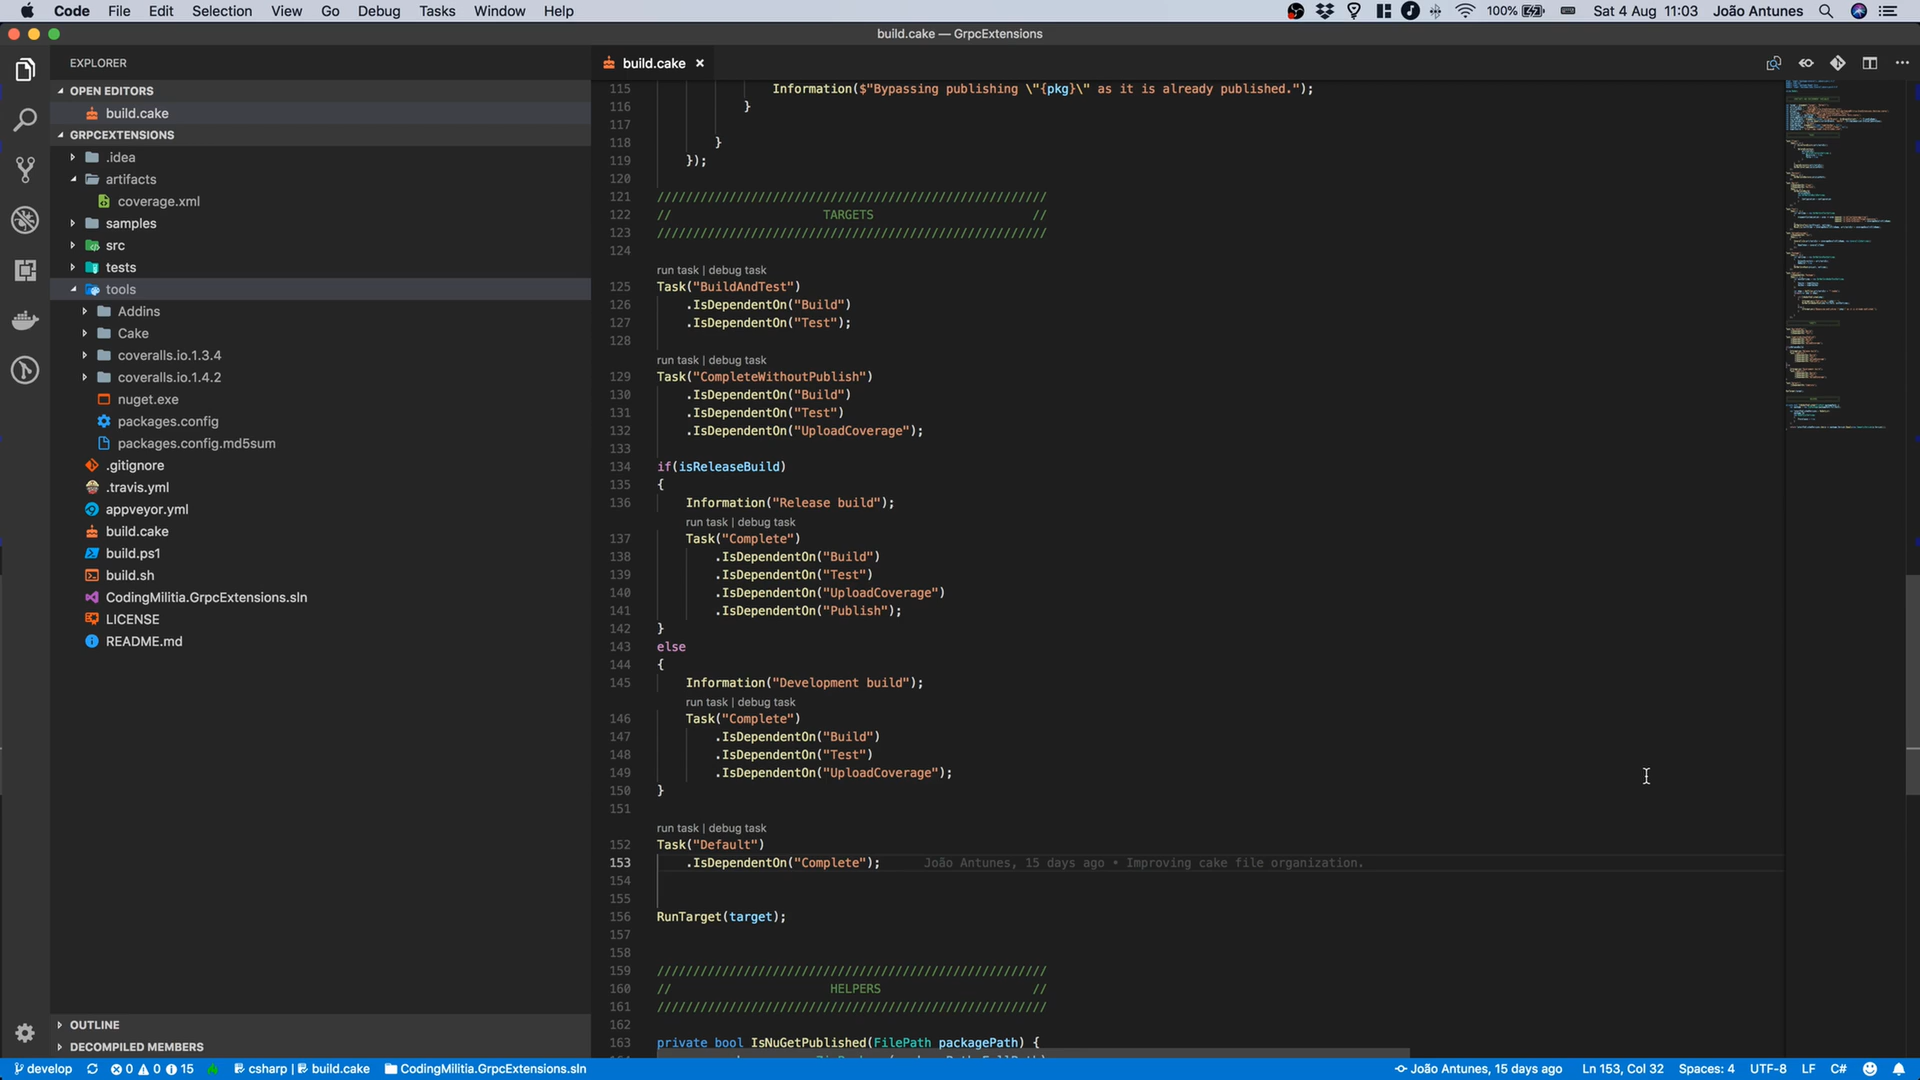 Code File Edit Selection View Go Debug Tasks Window Help 100% Sat 4 Aug 11:03 João Antunes
build.cake — GrpcExtensions
EXPLORER
OPEN EDITORS
build.cake
GRPCEXTENSIONS
.idea
artifacts
coverage.xml
samples
src
tests
tools
Addins
Cake
coveralls.io.1.3.4
coveralls.io.1.4.2
nuget.exe
packages.config
packages.config.md5sum
.gitignore
.travis.yml
appveyor.yml
build.cake
build.ps1
build.sh
CodingMilitia.GrpcExtensions.sln
LICENSE
README.md
OUTLINE
DECOMPILED MEMBERS
build.cake ×
115 Information($"Bypassing publishing \"{pkg}\" as it is already published.");
116 }
117
118 }
119 });
120
121 //////////////////////////////////////////////////////
122 // TARGETS //
123 //////////////////////////////////////////////////////
124
run task | debug task
125 Task("BuildAndTest")
126 .IsDependentOn("Build")
127 .IsDependentOn("Test");
128
run task | debug task
129 Task("CompleteWithoutPublish")
130 .IsDependentOn("Build")
131 .IsDependentOn("Test")
132 .IsDependentOn("UploadCoverage");
133
134 if(isReleaseBuild)
135 {
136 Information("Release build");
run task | debug task
137 Task("Complete")
138 .IsDependentOn("Build")
139 .IsDependentOn("Test")
140 .IsDependentOn("UploadCoverage")
141 .IsDependentOn("Publish");
142 }
143 else
144 {
145 Information("Development build");
run task | debug task
146 Task("Complete")
147 .IsDependentOn("Build")
148 .IsDependentOn("Test")
149 .IsDependentOn("UploadCoverage");
150 }
151
run task | debug task
152 Task("Default")
153 .IsDependentOn("Complete"); João Antunes, 15 days ago • Improving cake file organization.
154
155
156 RunTarget(target);
157
158
159 //////////////////////////////////////////////////////
160 // HELPERS //
161 //////////////////////////////////////////////////////
162
163 private bool IsNuGetPublished(FilePath packagePath) {
develop 0 0 15 csharp | build.cake CodingMilitia.GrpcExtensions.sln João Antunes, 15 days ago Ln 153, Col 32 Spaces: 4 UTF-8 LF C#